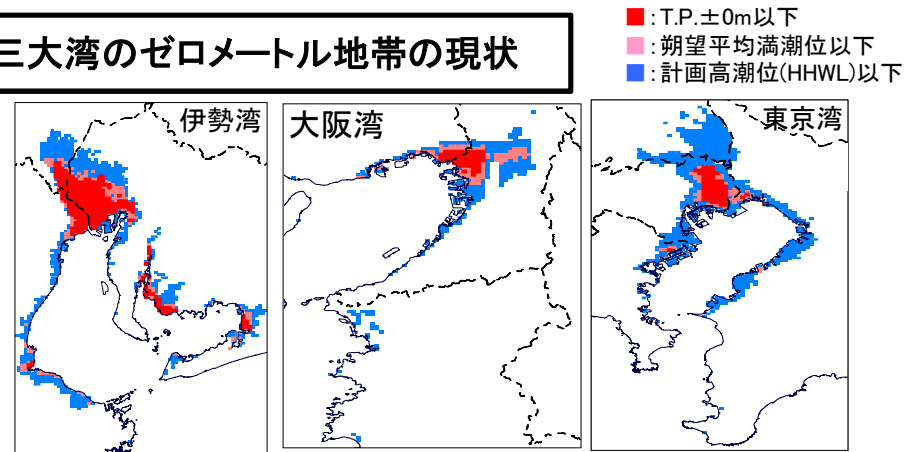 三大湾のゼロメートル地帯の現状
■：T.P.±0m以下
■：朔望平均満潮位以下
■：計画高潮位(HHWL)以下
伊勢湾
大阪湾
東京湾